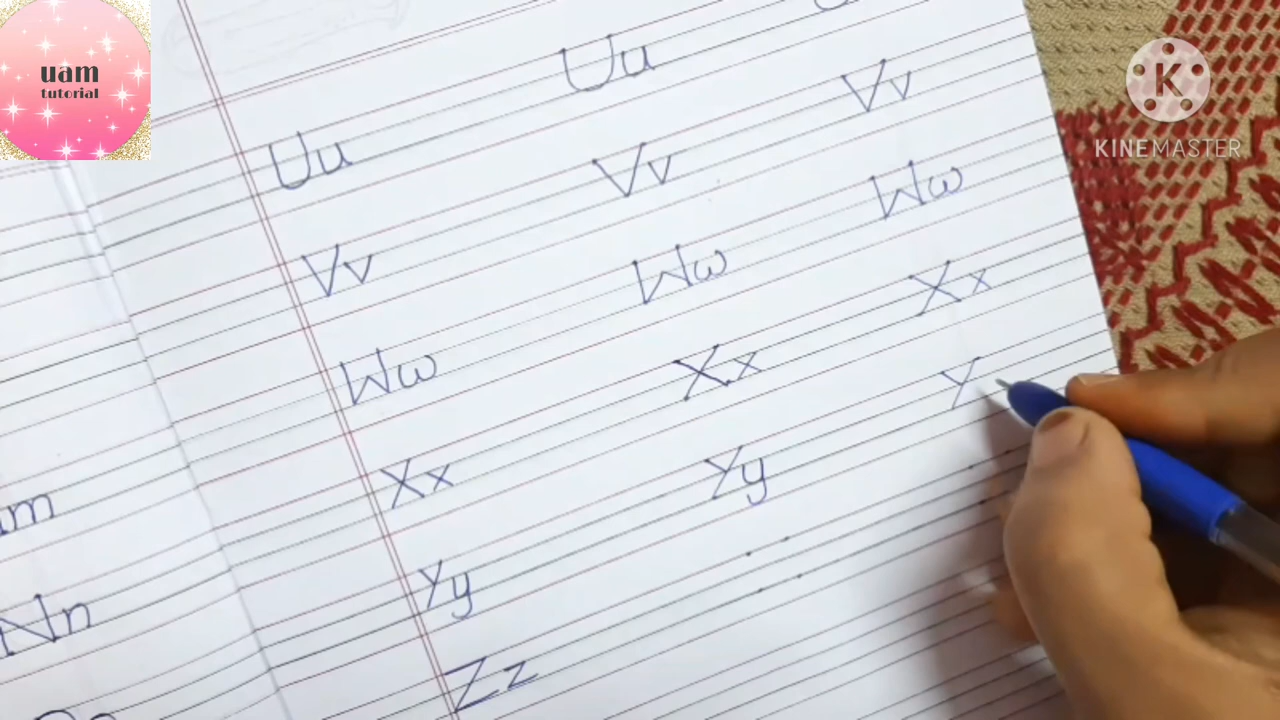 uam
tutorial
K
KINEMASTER
Uu Uu
Vv Vv Vv
Ww Ww Ww
Xx Xx Xx
Yy Yy Y
Zz
m
Nn